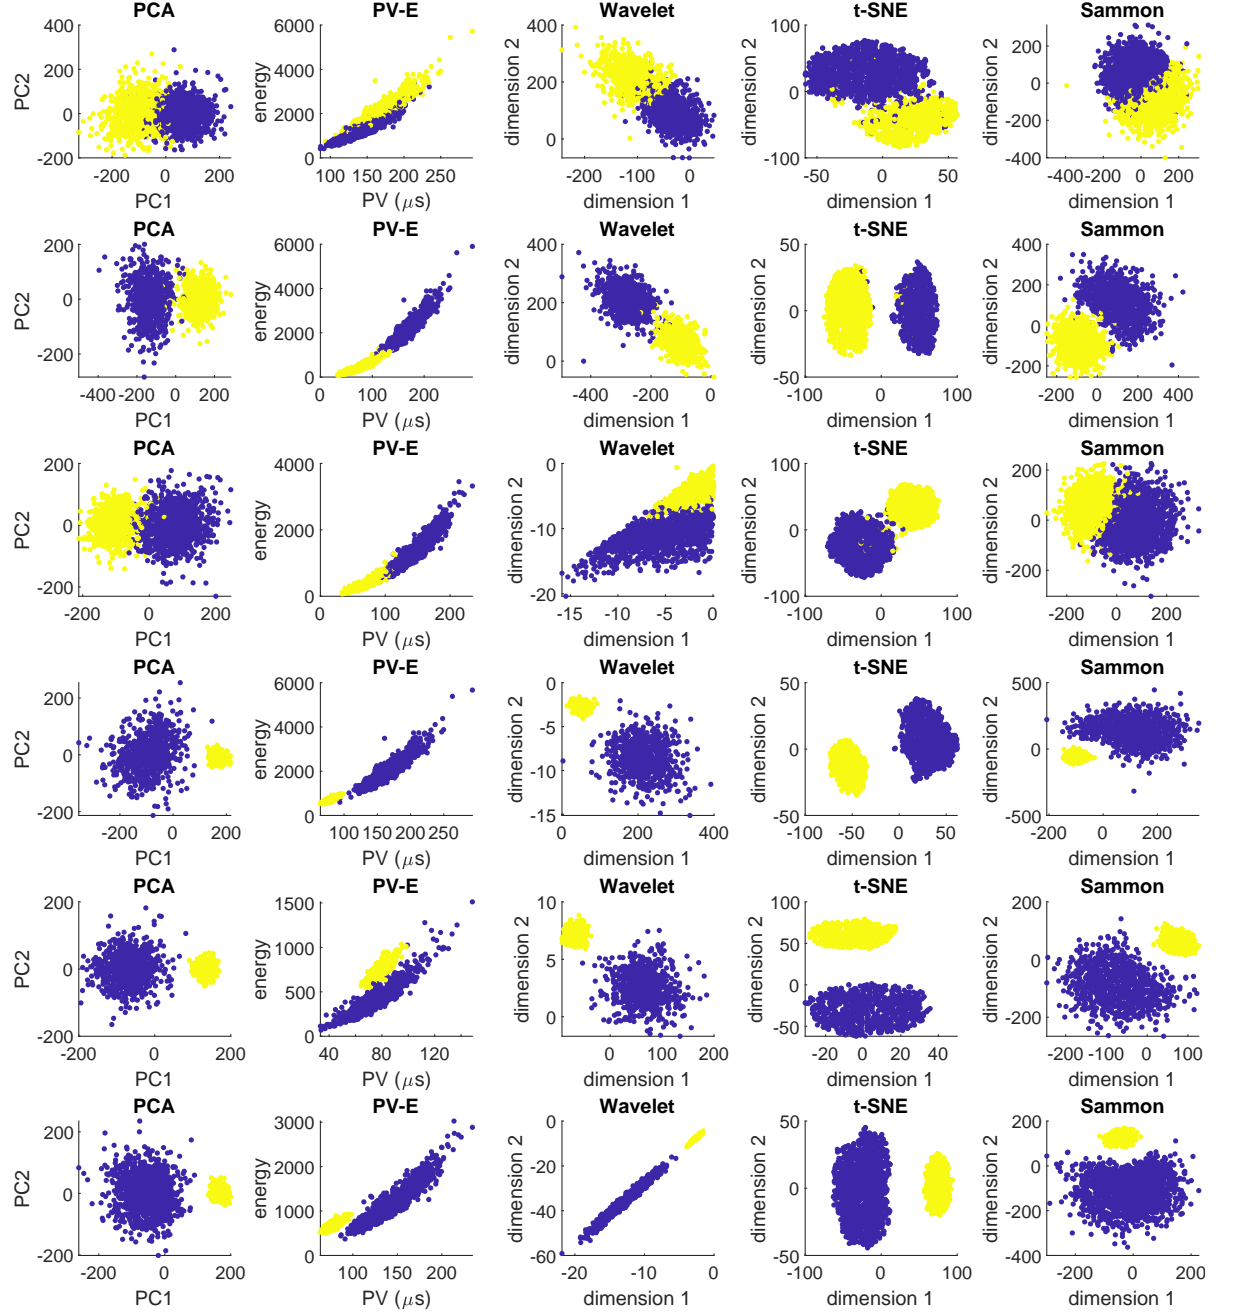 PCA PV-E Wavelet t-SNE Sammon
400 200 0 -200 PC2 -200 0 200 PC1
6000 4000 2000 0 energy 100 150 200 250 PV (μs)
400 200 0 dimension 2 -200 -100 0 dimension 1
100 50 0 -50 -100 dimension 2 -50 0 50 dimension 1
200 0 -200 -400 dimension 2 -400 -200 0 200 dimension 1
PCA PV-E Wavelet t-SNE Sammon
200 0 -200 PC2 -400 -200 0 200 PC1
6000 4000 2000 0 energy 0 100 200 PV (μs)
400 200 0 dimension 2 -400 -200 0 dimension 1
50 0 -50 dimension 2 -100 0 100 dimension 1
200 0 -200 dimension 2 -200 0 200 400 dimension 1
PCA PV-E Wavelet t-SNE Sammon
200 0 -200 PC2 -200 0 200 PC1
4000 2000 0 energy 0 100 200 PV (μs)
0 -10 -20 dimension 2 -15 -10 -5 0 dimension 1
100 0 -100 dimension 2 -100 0 100 dimension 1
200 0 -200 dimension 2 -200 0 200 dimension 1
PCA PV-E Wavelet t-SNE Sammon
200 0 -200 PC2 -200 0 200 PC1
6000 4000 2000 0 energy 100 150 200 250 PV (μs)
0 -5 -10 -15 dimension 2 0 200 400 dimension 1
50 0 -50 dimension 2 -100 0 50 dimension 1
500 0 -500 dimension 2 -200 0 200 dimension 1
PCA PV-E Wavelet t-SNE Sammon
200 0 -200 PC2 -200 0 200 PC1
1500 1000 500 0 energy 40 80 120 PV (μs)
10 5 0 dimension 2 0 100 200 dimension 1
100 50 0 -50 dimension 2 -20 0 20 40 dimension 1
200 0 -200 dimension 2 -200 -100 0 100 dimension 1
PCA PV-E Wavelet t-SNE Sammon
200 0 -200 PC2 -200 0 200 PC1
3000 2000 1000 0 energy 100 200 PV (μs)
0 -20 -40 -60 dimension 2 -20 -10 0 dimension 1
50 0 -50 dimension 2 -100 0 100 dimension 1
200 0 -200 -400 dimension 2 -200 0 200 dimension 1